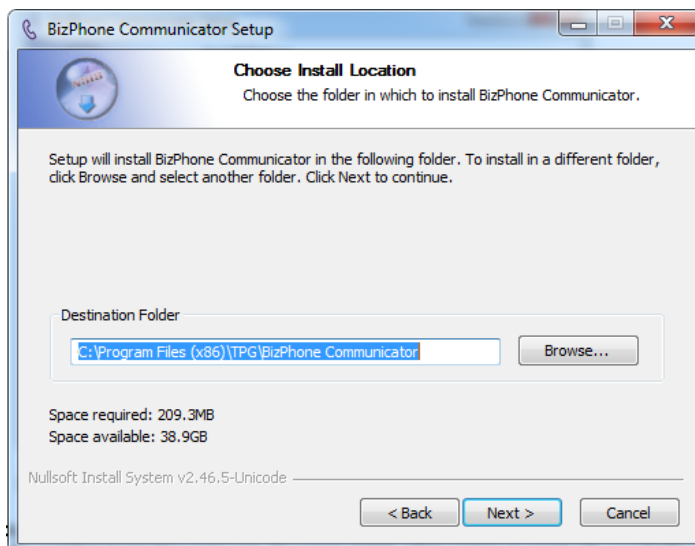 BizPhone Communicator Setup
Choose Install Location
Choose the folder in which to install BizPhone Communicator.
Setup will install BizPhone Communicator in the following folder. To install in a different folder,
click Browse and select another folder. Click Next to continue.
Destination Folder
C:\Program Files (x86)\TPG\BizPhone Communicator
Browse...
Space required: 209.3MB
Space available: 38.9GB
Nullsoft Install System v2.46.5-Unicode
< Back
Next >
Cancel